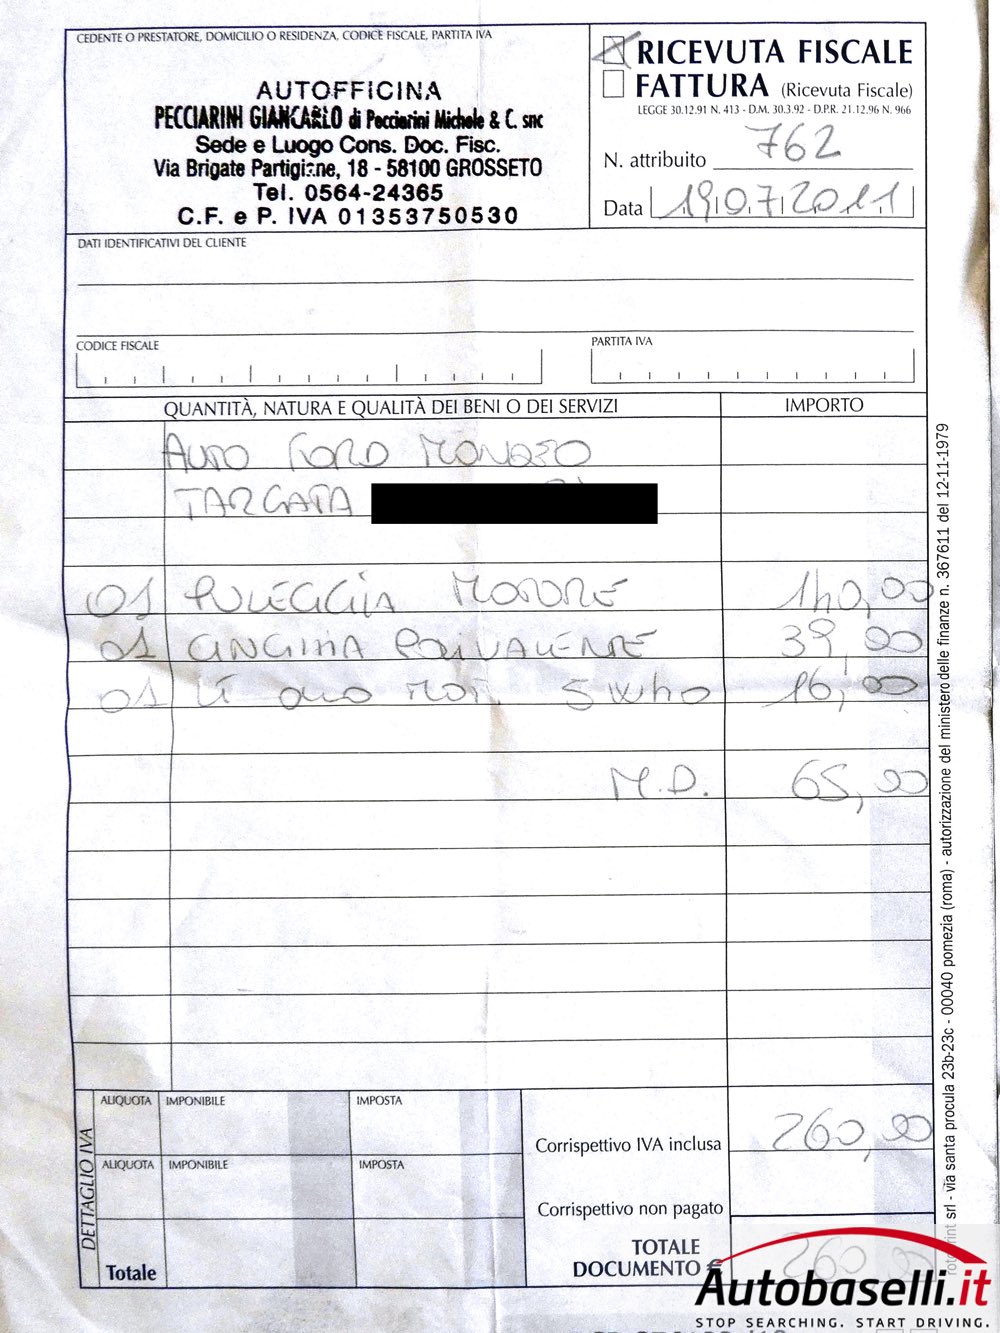 CEDENTE O PRESTATORE, DOMICILIO O RESIDENZA, CODICE FISCALE, PARTITA IVA
AUTOFFICINA
PECCIARINI GIANCARLO di Pecciarini Michele & C. snc
Sede e Luogo Cons. Doc. Fisc.
Via Brigate Partigiane, 18 - 58100 GROSSETO
Tel. 0564-24365
C.F. e P. IVA 01353750530
RICEVUTA FISCALE
FATTURA (Ricevuta Fiscale)
LEGGE 30.12.91 N. 413 - D.M. 30.3.92 - D.P.R. 21.12.96 N. 966
N. attribuito 762
Data 19072011
DATI IDENTIFICATIVI DEL CLIENTE
CODICE FISCALE
PARTITA IVA
QUANTITÀ, NATURA E QUALITÀ DEI BENI O DEI SERVIZI IMPORTO
AUTO FORD MONDEO
TARGATA
01 PULEGGIA MOTORE 140,00
01 CINGHIA EQUIVALENTE 39,00
01 LT OLIO MOT 16,00
M.D. 65,00
DETTAGLIO IVA
ALIQUOTA IMPONIBILE IMPOSTA
ALIQUOTA IMPONIBILE IMPOSTA
Totale
Corrispettivo IVA inclusa 260,00
Corrispettivo non pagato
TOTALE
DOCUMENTO € 260,00
srl - via santa procula 23b-23c - 00040 pomezia (roma) - autorizzazione del ministero delle finanze n. 367611 del 12-11-1979
Autobaselli.it
STOP SEARCHING. START DRIVING.